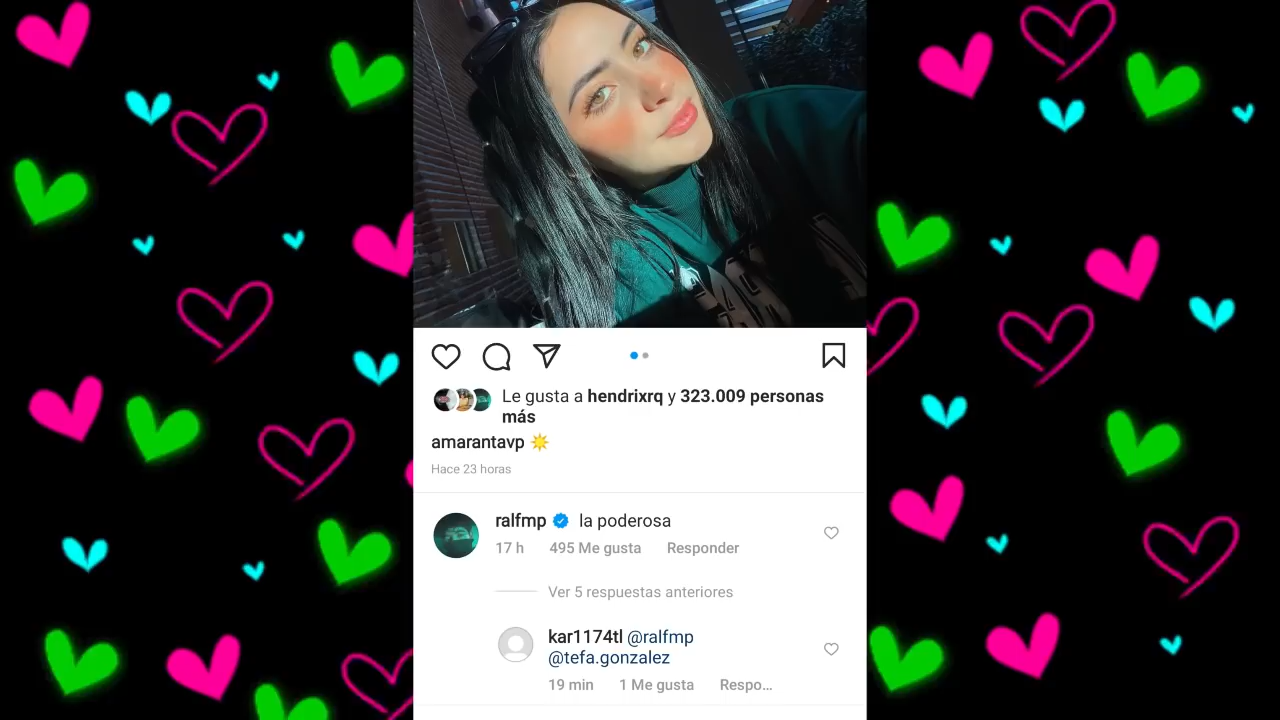 Le gusta a hendrixrq y 323.009 personas
más
amarantavp
Hace 23 horas
ralfmp la poderosa
17 h 495 Me gusta Responder
Ver 5 respuestas anteriores
kar1174tl @ralfmp
@tefa.gonzalez
19 min 1 Me gusta Respo...